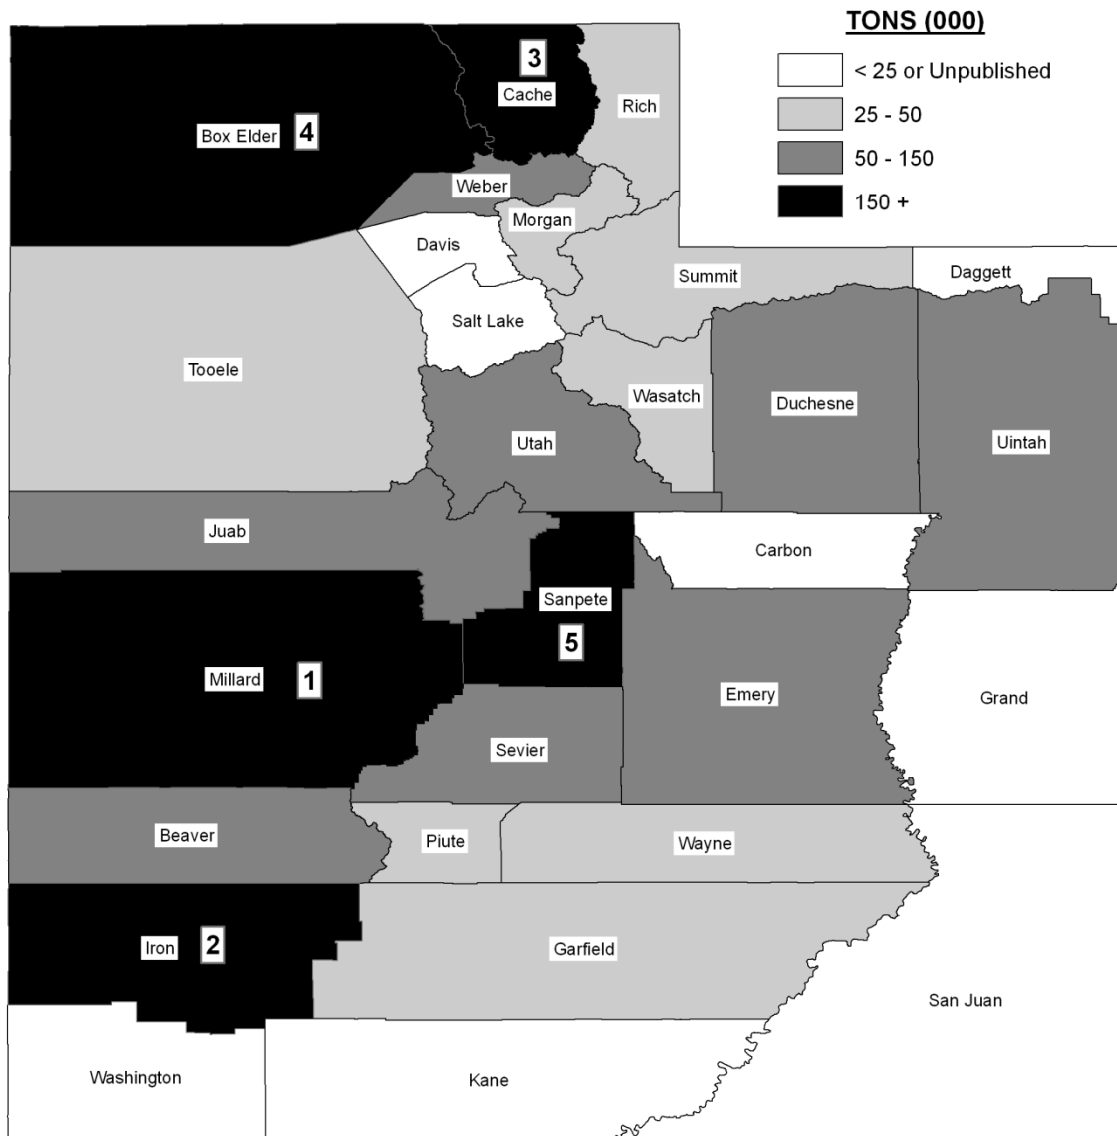 TONS (000)
< 25 or Unpublished
25 - 50
50 - 150
150 +
3
Cache
Rich
Box Elder
4
Weber
Morgan
Davis
Summit
Daggett
Salt Lake
Tooele
Wasatch
Duchesne
Utah
Uintah
Juab
Carbon
Sanpete
5
Millard
1
Emery
Grand
Sevier
Beaver
Piute
Wayne
Iron
2
Garfield
San Juan
Washington
Kane